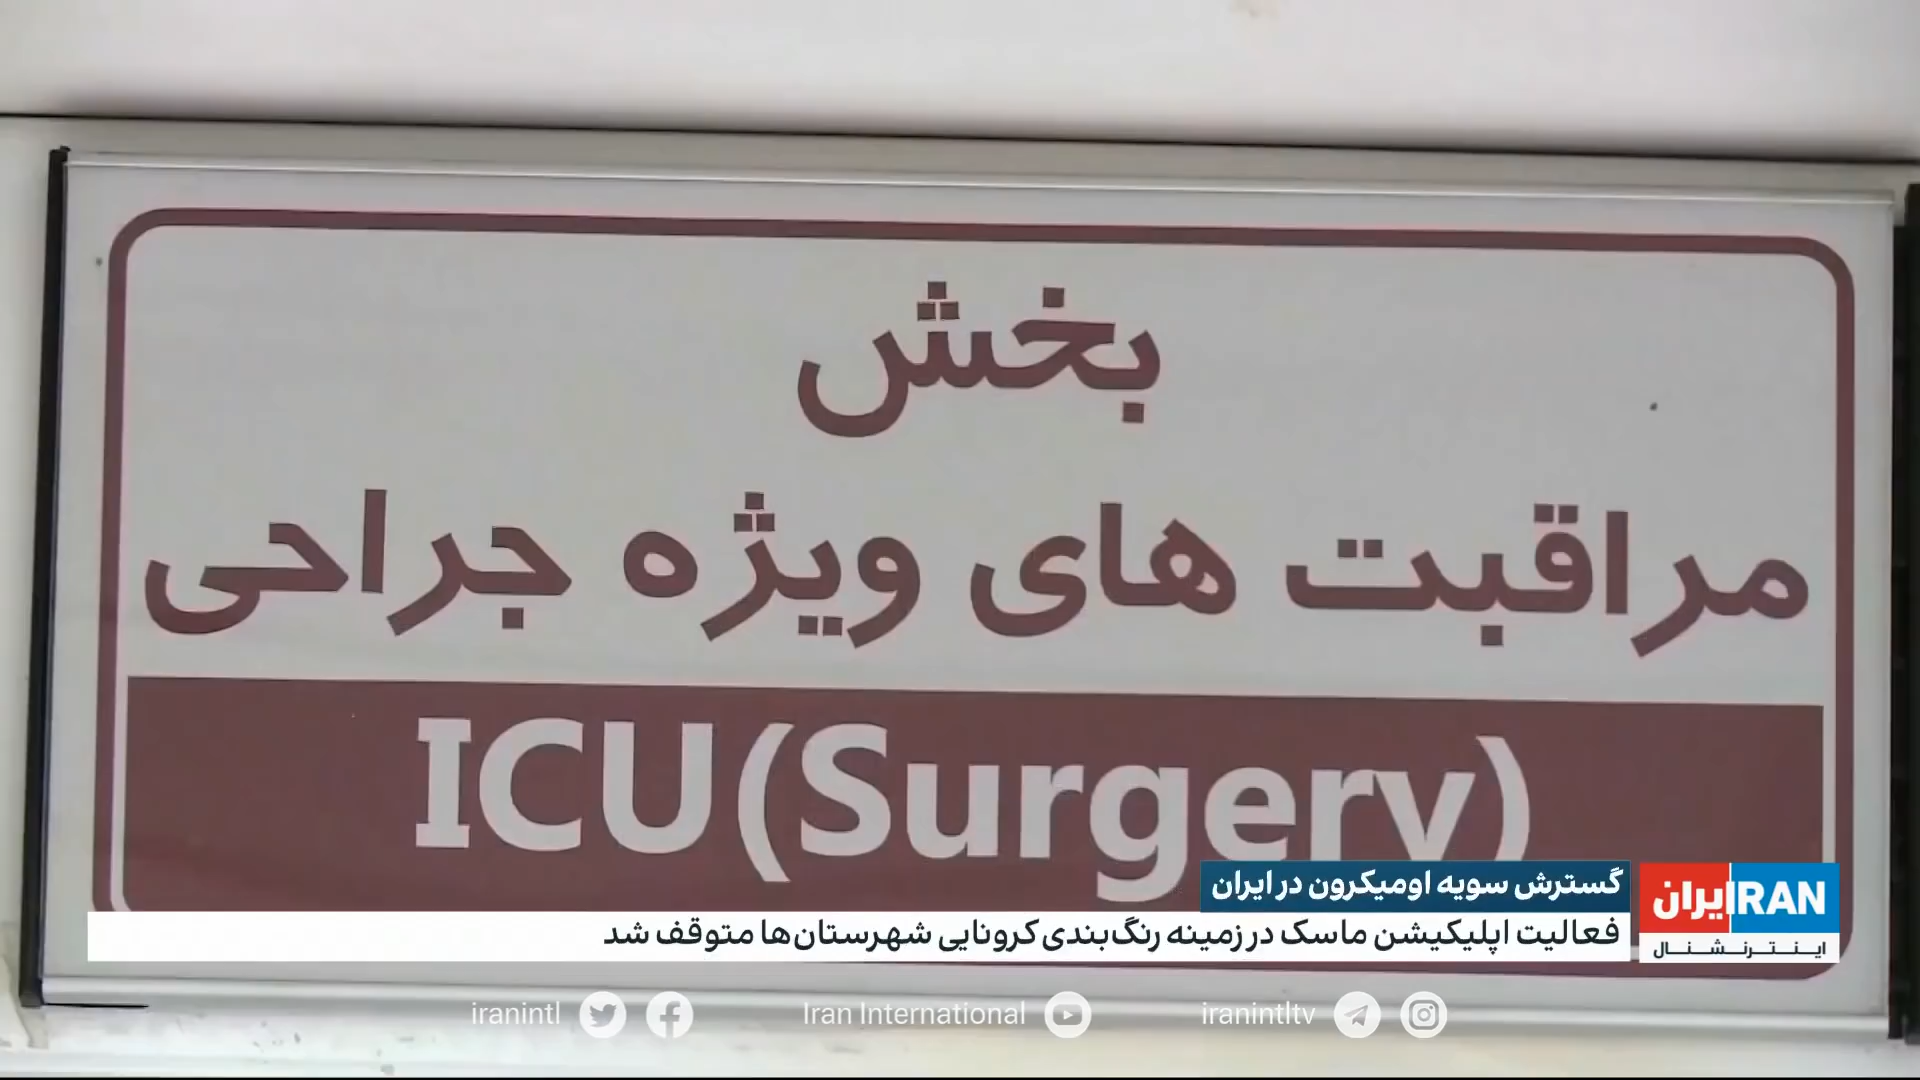 بخش
مراقبت های ویژه جراحی
ICU(Surgery)
گسترش سویه اومیکرون در ایران
فعالیت اپلیکیشن ماسک در زمینه رنگ‌بندی کرونایی شهرستان‌ها متوقف شد
ایران IRAN
اینترنشنال
iranintl
Iran International
iranintltv